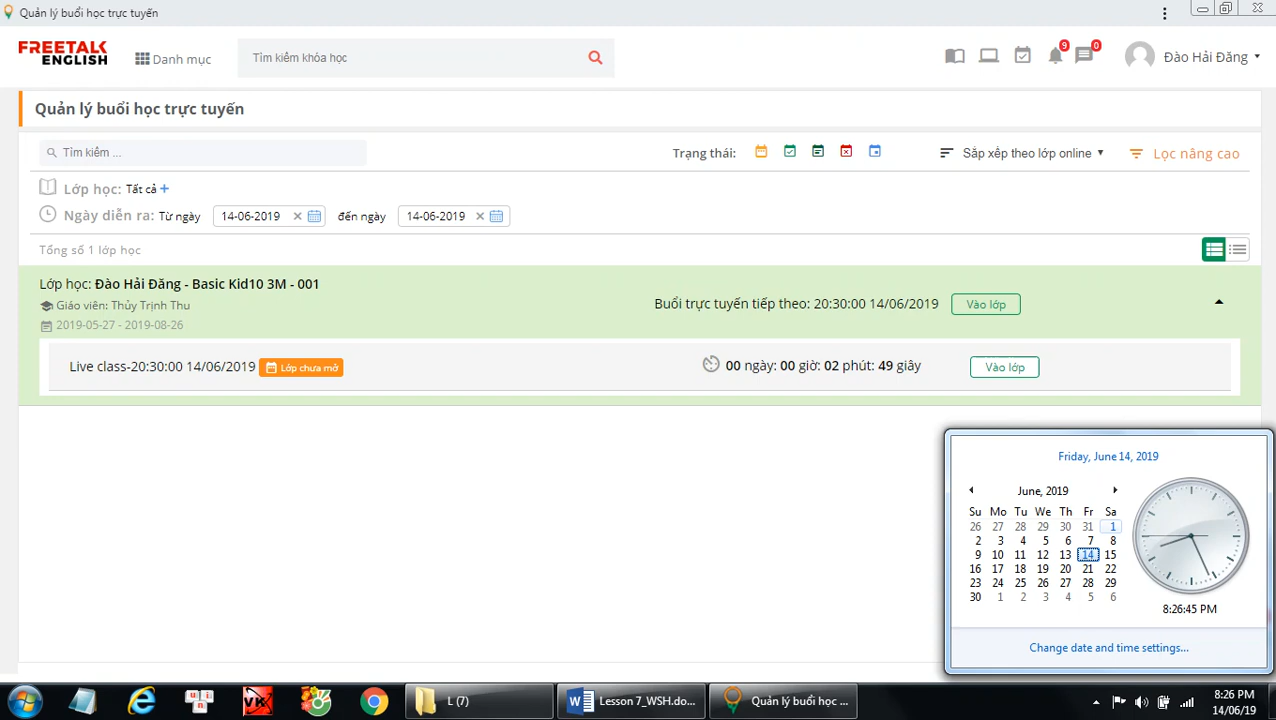 Quản lý buổi học trực tuyến
FREETALK
ENGLISH
Danh mục
Tìm kiếm khóa học
9
0
Đào Hải Đăng
Quản lý buổi học trực tuyến
Tìm kiếm ...
Trạng thái:
Sắp xếp theo lớp online
Lọc nâng cao
Lớp học: Tất cả +
Ngày diễn ra: Từ ngày 14-06-2019 × đến ngày 14-06-2019 ×
Tổng số 1 lớp học
Lớp học: Đào Hải Đăng - Basic Kid10 3M - 001
Giáo viên: Thủy Trịnh Thu
2019-05-27 - 2019-08-26
Buổi trực tuyến tiếp theo: 20:30:00 14/06/2019 Vào lớp
Live class-20:30:00 14/06/2019 Lớp chưa mở
00 ngày: 00 giờ: 02 phút: 49 giây Vào lớp
Friday, June 14, 2019
June, 2019
Su Mo Tu We Th Fr Sa
26 27 28 29 30 31 1
2 3 4 5 6 7 8
9 10 11 12 13 14 15
16 17 18 19 20 21 22
23 24 25 26 27 28 29
30 1 2 3 4 5 6
8:26:45 PM
Change date and time settings...
uni
VK
L (7)
Lesson 7_WSH.do...
Quản lý buổi học ...
8:26 PM
14/06/19